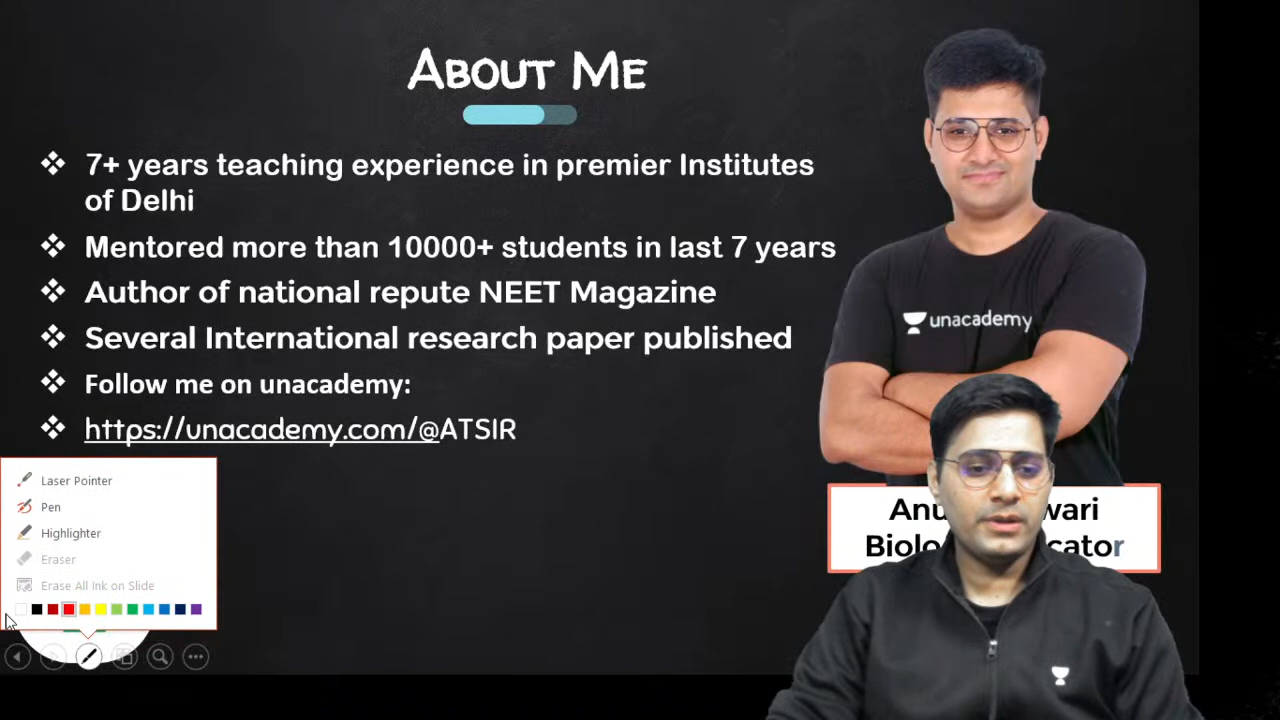 About Me
❖ 7+ years teaching experience in premier Institutes
of Delhi
❖ Mentored more than 10000+ students in last 7 years
❖ Author of national repute NEET Magazine
❖ Several International research paper published
❖ Follow me on unacademy:
❖ https://unacademy.com/@ATSIR
unacademy
Laser Pointer
Pen
Highlighter
Eraser
Erase All Ink on Slide